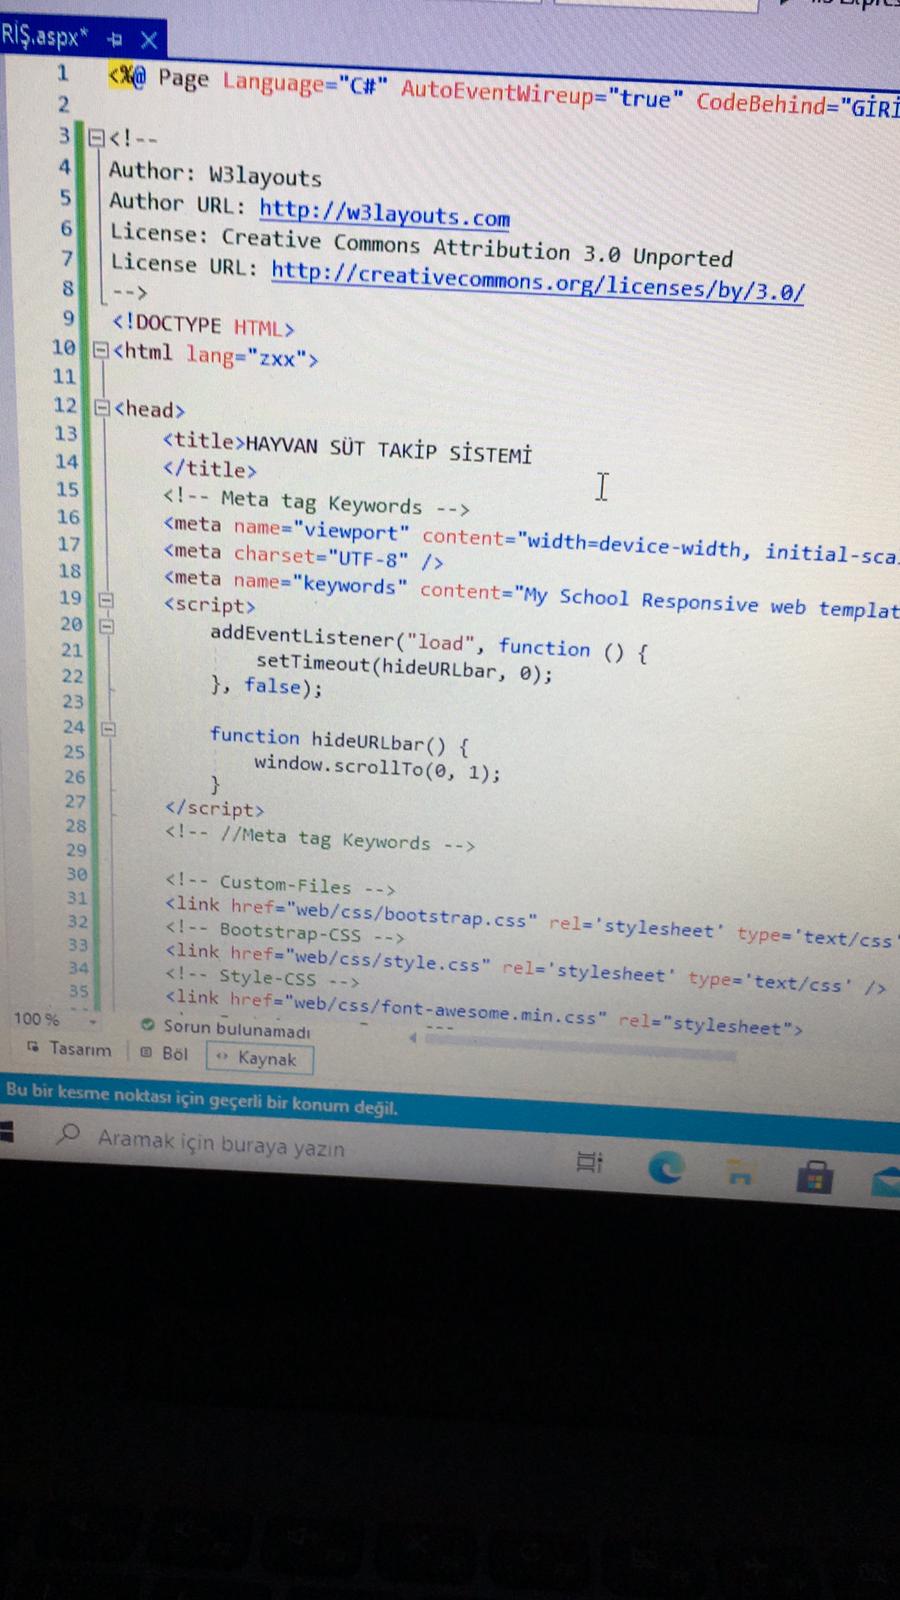 RİŞ.aspx*
1 <%@ Page Language="C#" AutoEventWireup="true" CodeBehind="GİRİ
2
3 <!--
4 Author: W3layouts
5 Author URL: http://w3layouts.com
6 License: Creative Commons Attribution 3.0 Unported
7 License URL: http://creativecommons.org/licenses/by/3.0/
8 -->
9 <!DOCTYPE HTML>
10 <html lang="zxx">
11
12 <head>
13 <title>HAYVAN SÜT TAKİP SİSTEMİ
14 </title>
15 <!-- Meta tag Keywords -->
16 <meta name="viewport" content="width=device-width, initial-sca
17 <meta charset="UTF-8" />
18 <meta name="keywords" content="My School Responsive web templat
19 <script>
20 addEventListener("load", function () {
21 setTimeout(hideURLbar, 0);
22 }, false);
23
24 function hideURLbar() {
25 window.scrollTo(0, 1);
26 }
27 </script>
28 <!-- //Meta tag Keywords -->
29
30 <!-- Custom-Files -->
31 <link href="web/css/bootstrap.css" rel='stylesheet' type='text/css'
32 <!-- Bootstrap-CSS -->
33 <link href="web/css/style.css" rel='stylesheet' type='text/css' />
34 <!-- Style-CSS -->
35 <link href="web/css/font-awesome.min.css" rel="stylesheet">
100 % Sorun bulunamadı
Tasarım Böl Kaynak
Bu bir kesme noktası için geçerli bir konum değil.
Aramak için buraya yazın